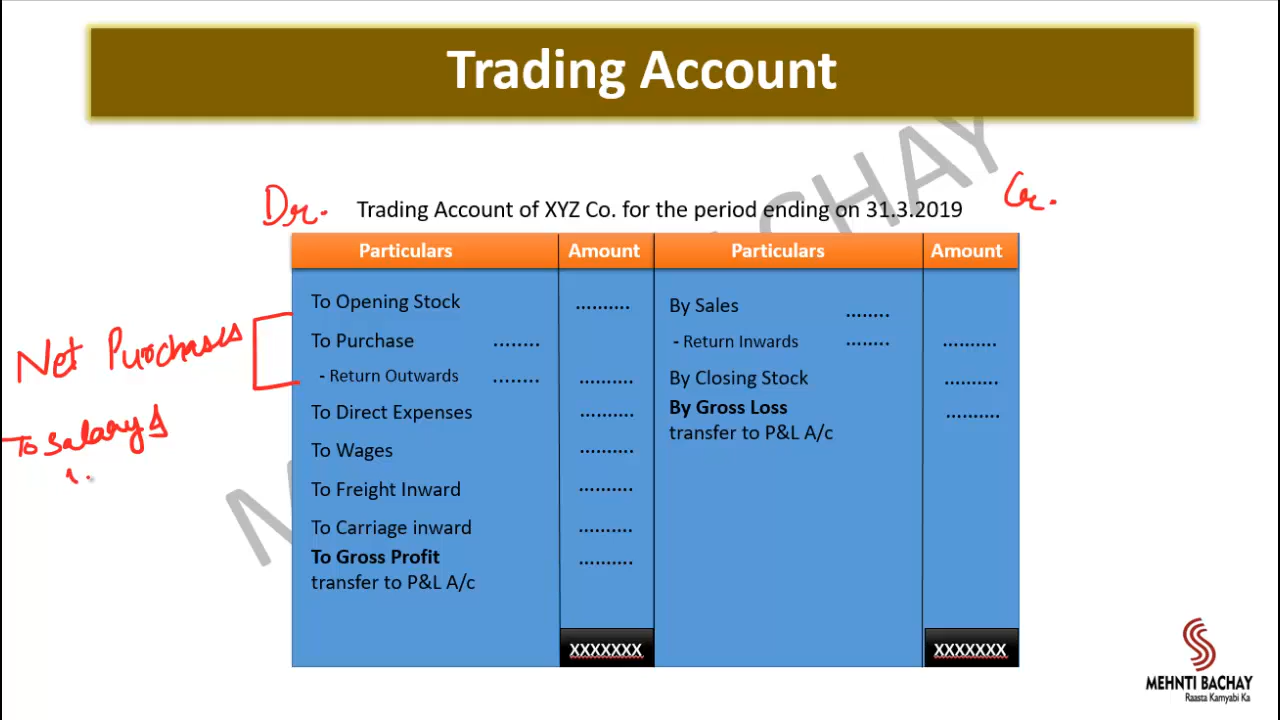 Trading Account
Dr. Trading Account of XYZ Co. for the period ending on 31.3.2019 Cr.
Particulars Amount Particulars Amount
To Opening Stock .......... By Sales ........
Net Purchases To Purchase ........ - Return Inwards ........ ..........
- Return Outwards ........ .......... By Closing Stock ..........
To Direct Expenses .......... By Gross Loss ..........
To Salary & transfer to P&L A/c
To Wages ..........
To Freight Inward ..........
To Carriage inward ..........
To Gross Profit ..........
transfer to P&L A/c
XXXXXXX XXXXXXX
MEHNTI BACHAY
Raasta Kamyabi Ka